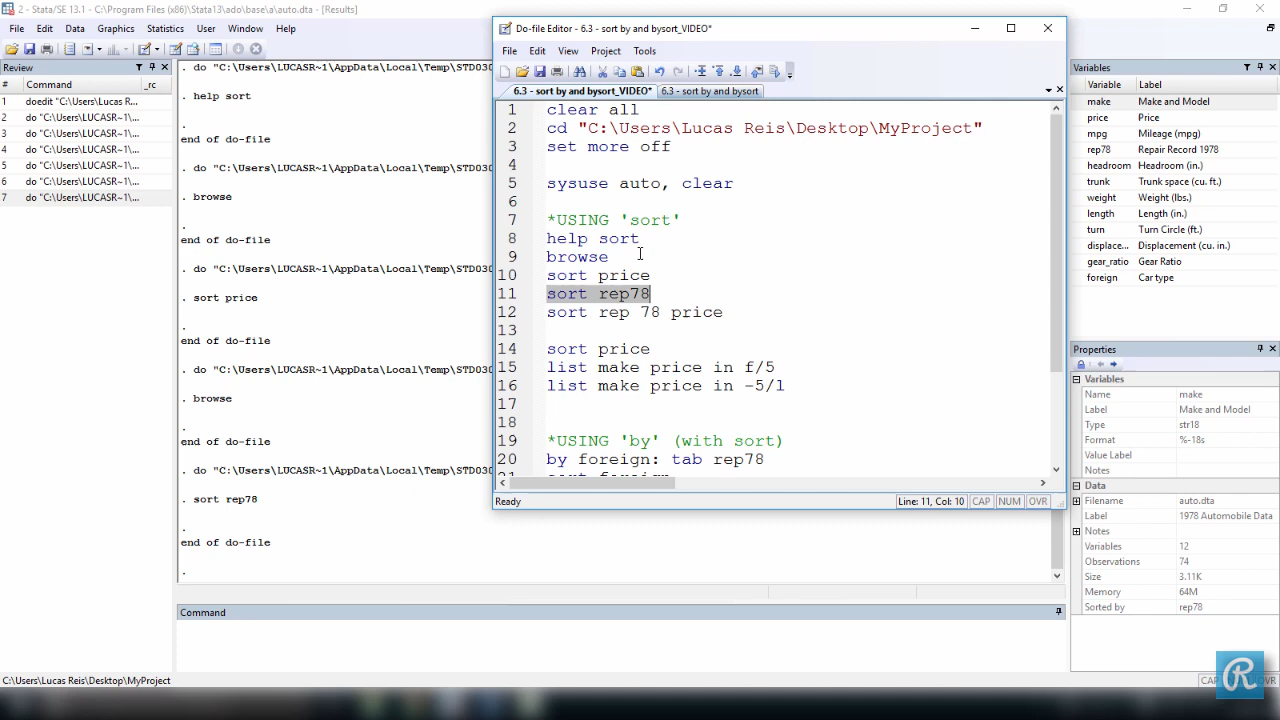 2 - Stata/SE 13.1 - C:\Program Files (x86)\Stata13\ado\base\a\auto.dta - [Results]
File Edit Data Graphics Statistics User Window Help
Review
# Command _rc
1 doedit "C:\Users\Lucas R...
2 do "C:\Users\LUCASR~1\...
3 do "C:\Users\LUCASR~1\...
4 do "C:\Users\LUCASR~1\...
5 do "C:\Users\LUCASR~1\...
6 do "C:\Users\LUCASR~1\...
7 do "C:\Users\LUCASR~1\...
. do "C:\Users\LUCASR~1\AppData\Local\Temp\STD030
. help sort
.
end of do-file
. do "C:\Users\LUCASR~1\AppData\Local\Temp\STD030
. browse
.
end of do-file
. do "C:\Users\LUCASR~1\AppData\Local\Temp\STD030
. sort price
.
end of do-file
. do "C:\Users\LUCASR~1\AppData\Local\Temp\STD030
. browse
.
end of do-file
. do "C:\Users\LUCASR~1\AppData\Local\Temp\STD030
. sort rep78
.
end of do-file
.
Command
C:\Users\Lucas Reis\Desktop\MyProject
Do-file Editor - 6.3 - sort by and bysort_VIDEO*
File Edit View Project Tools
6.3 - sort by and bysort_VIDEO* 6.3 - sort by and bysort
1 clear all
2 cd "C:\Users\Lucas Reis\Desktop\MyProject"
3 set more off
4
5 sysuse auto, clear
6
7 *USING 'sort'
8 help sort
9 browse
10 sort price
11 sort rep78
12 sort rep 78 price
13
14 sort price
15 list make price in f/5
16 list make price in -5/l
17
18
19 *USING 'by' (with sort)
20 by foreign: tab rep78
21 sort foreign
Ready Line: 11, Col: 10 CAP NUM OVR
Variables
Variable Label
make Make and Model
price Price
mpg Mileage (mpg)
rep78 Repair Record 1978
headroom Headroom (in.)
trunk Trunk space (cu. ft.)
weight Weight (lbs.)
length Length (in.)
turn Turn Circle (ft.)
displace... Displacement (cu. in.)
gear_ratio Gear Ratio
foreign Car type
Properties
Variables
Name make
Label Make and Model
Type str18
Format %-18s
Value Label
Notes
Data
Filename auto.dta
Label 1978 Automobile Data
Notes
Variables 12
Observations 74
Size 3.11K
Memory 64M
Sorted by rep78
CAP OVR